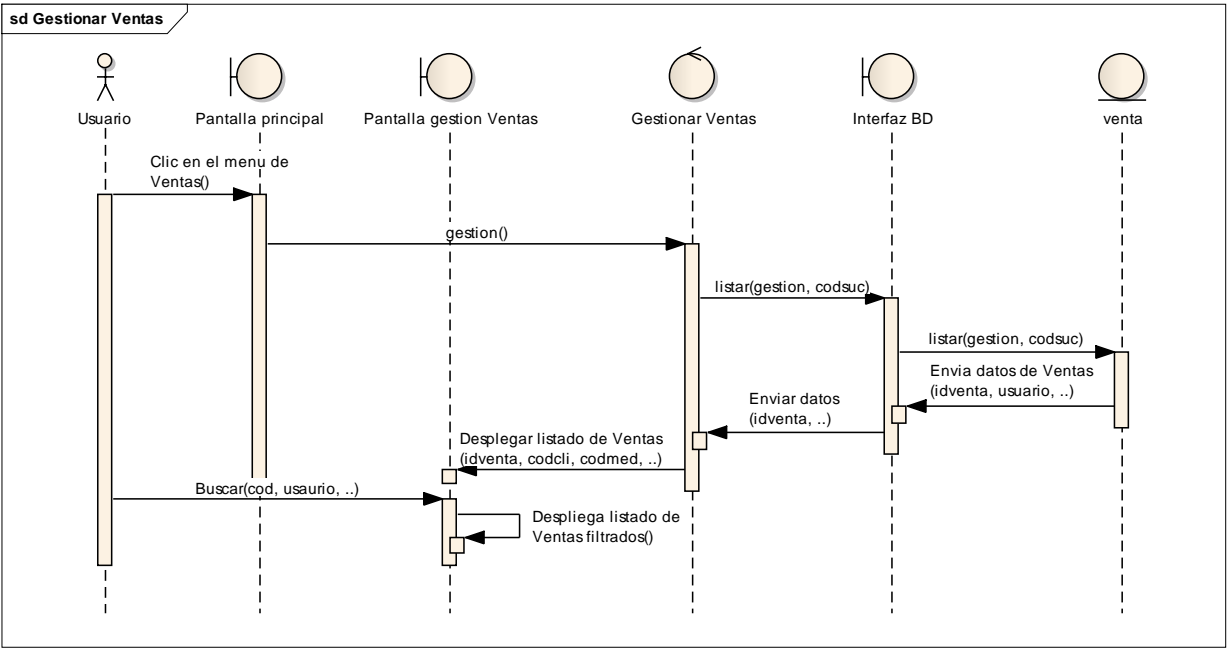 sd Gestionar Ventas
Usuario
Pantalla principal
Pantalla gestion Ventas
Gestionar Ventas
Interfaz BD
venta
Clic en el menu de
Ventas()
gestion()
listar(gestion, codsuc)
listar(gestion, codsuc)
Envia datos de Ventas
(idventa, usuario, ..)
Enviar datos
(idventa, ..)
Desplegar listado de Ventas
(idventa, codcli, codmed, ..)
Buscar(cod, usaurio, ..)
Despliega listado de
Ventas filtrados()